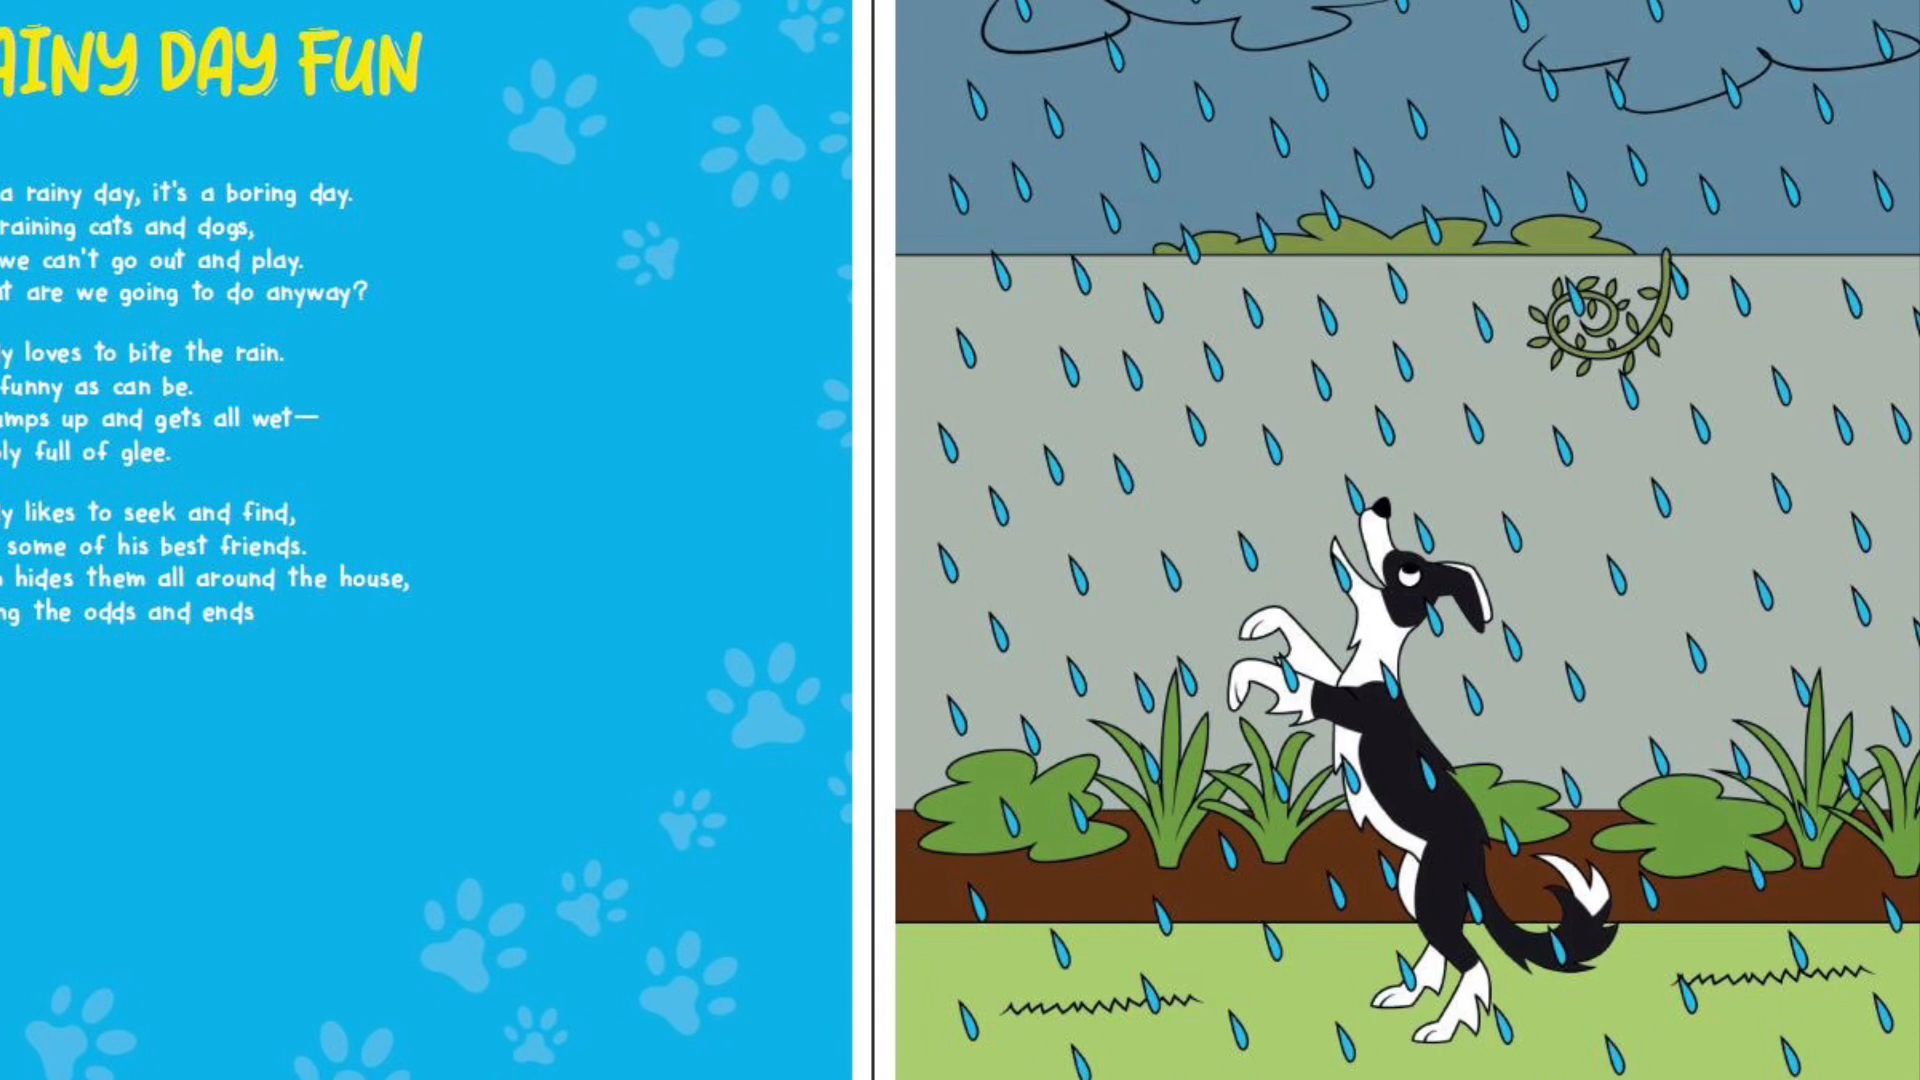 AINY DAY FUN
a rainy day, it's a boring day.
raining cats and dogs,
we can't go out and play.
t are we going to do anyway?
y loves to bite the rain.
funny as can be.
umps up and gets all wet—
ly full of glee.
y likes to seek and find,
some of his best friends.
hides them all around the house,
ng the odds and ends